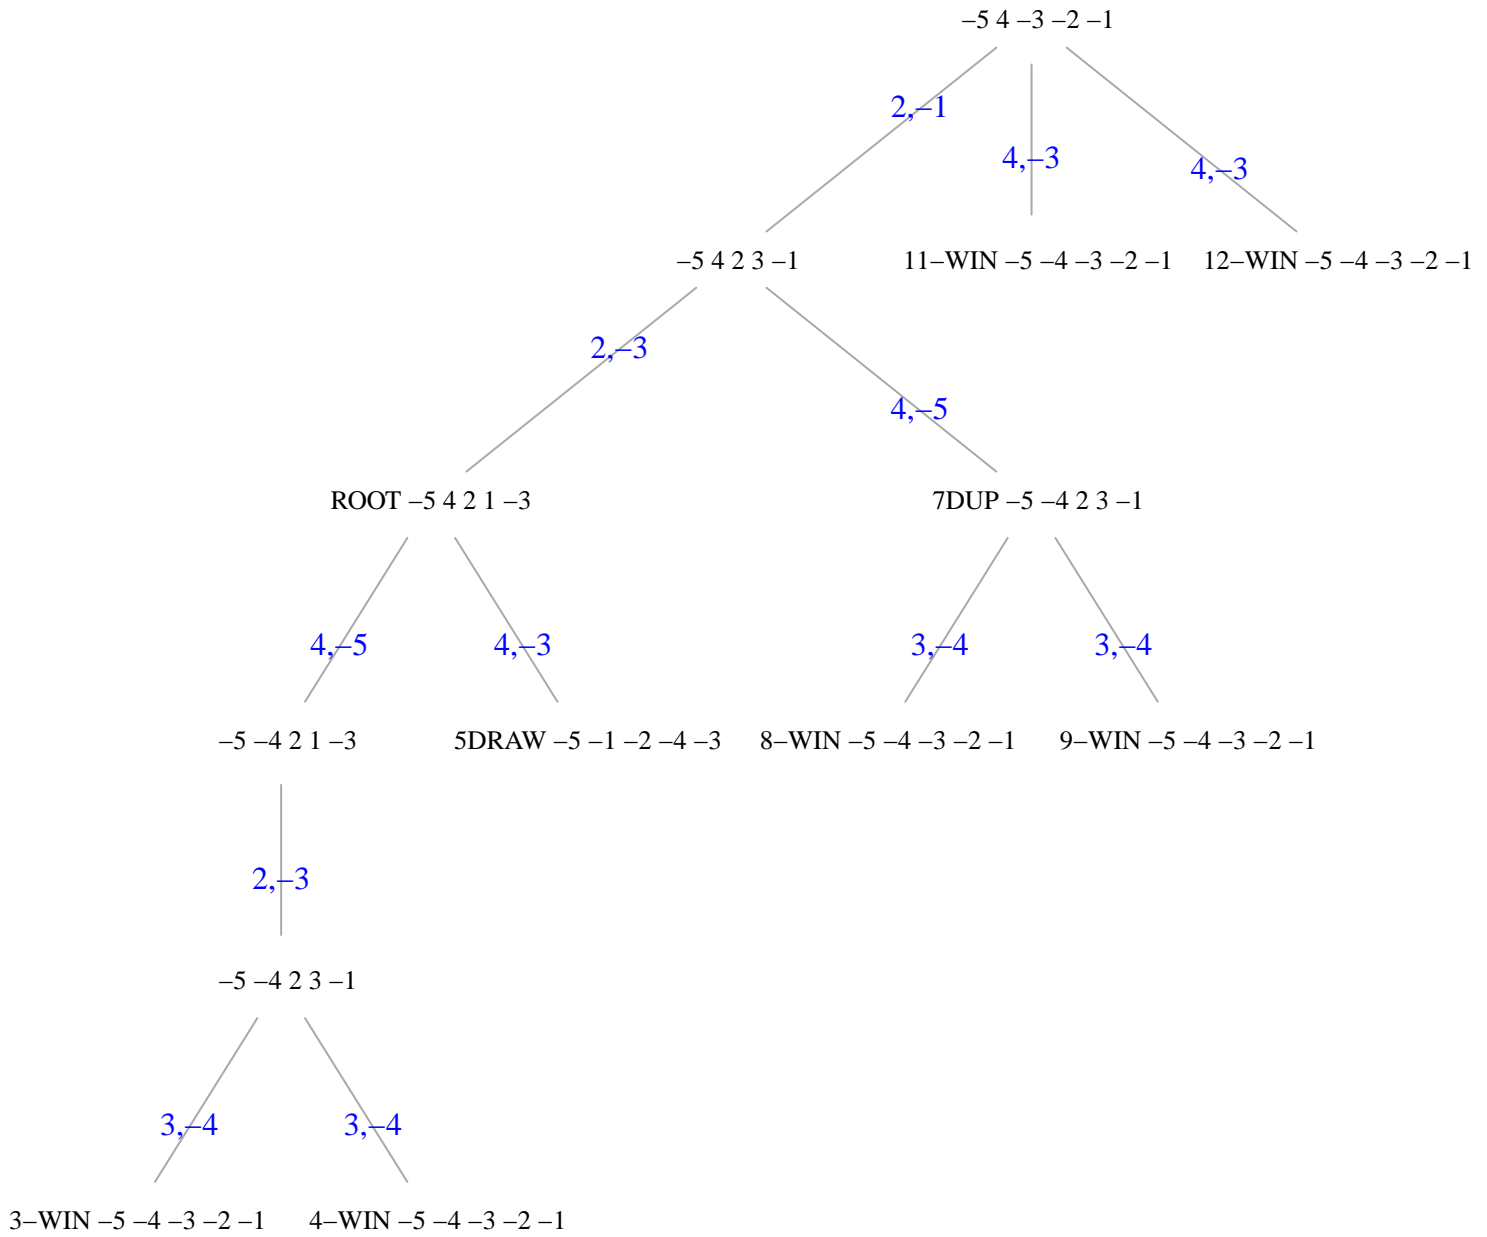 –5 4 –3 –2 –1
2,–1
4,–3
4,–3
–5 4 2 3 –1
11–WIN –5 –4 –3 –2 –1
12–WIN –5 –4 –3 –2 –1
2,–3
4,–5
ROOT –5 4 2 1 –3
7DUP –5 –4 2 3 –1
4,–5
4,–3
3,–4
3,–4
–5 –4 2 1 –3
5DRAW –5 –1 –2 –4 –3
8–WIN –5 –4 –3 –2 –1
9–WIN –5 –4 –3 –2 –1
2,–3
–5 –4 2 3 –1
3,–4
3,–4
3–WIN –5 –4 –3 –2 –1
4–WIN –5 –4 –3 –2 –1